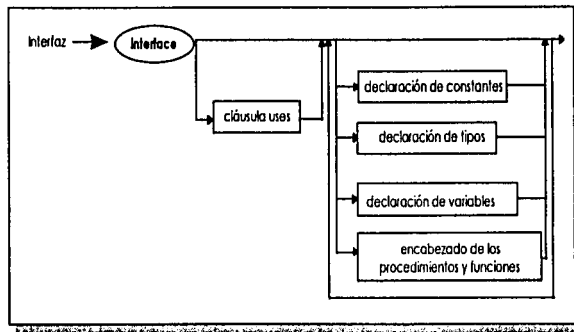 Interfaz
Interface
cláusula uses
declaración de constantes
declaración de tipos
declaración de variables
encabezado de los
procedimientos y funciones